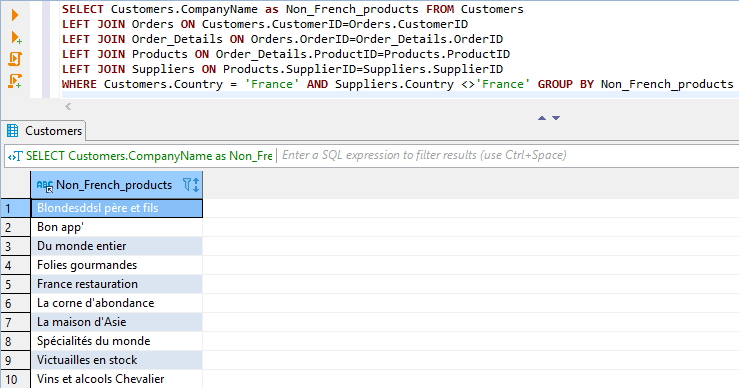 SELECT Customers.CompanyName as Non_French_products FROM Customers
LEFT JOIN Orders ON Customers.CustomerID=Orders.CustomerID
LEFT JOIN Order_Details ON Orders.OrderID=Order_Details.OrderID
LEFT JOIN Products ON Order_Details.ProductID=Products.ProductID
LEFT JOIN Suppliers ON Products.SupplierID=Suppliers.SupplierID
WHERE Customers.Country = 'France' AND Suppliers.Country <>'France' GROUP BY Non_French_products
Customers
SELECT Customers.CompanyName as Non_Fre Enter a SQL expression to filter results (use Ctrl+Space)
ABC Non_French_products
1 Blondesddsl père et fils
2 Bon app'
3 Du monde entier
4 Folies gourmandes
5 France restauration
6 La corne d'abondance
7 La maison d'Asie
8 Spécialités du monde
9 Victuailles en stock
10 Vins et alcools Chevalier